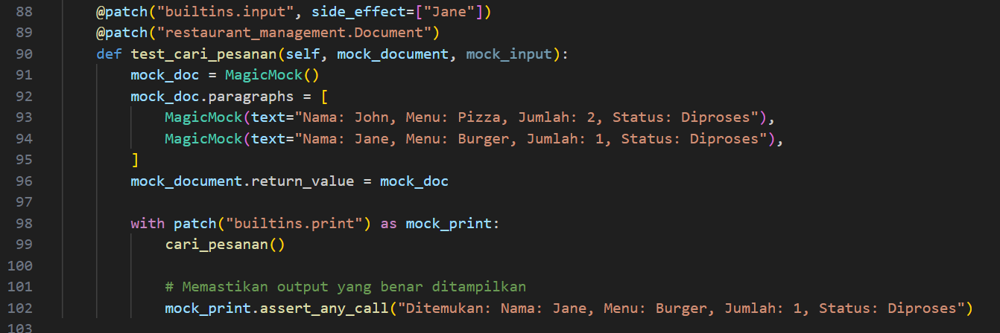 88 @patch("builtins.input", side_effect=["Jane"])
89 @patch("restaurant_management.Document")
90 def test_cari_pesanan(self, mock_document, mock_input):
91 mock_doc = MagicMock()
92 mock_doc.paragraphs = [
93 MagicMock(text="Nama: John, Menu: Pizza, Jumlah: 2, Status: Diproses"),
94 MagicMock(text="Nama: Jane, Menu: Burger, Jumlah: 1, Status: Diproses"),
95 ]
96 mock_document.return_value = mock_doc
97
98 with patch("builtins.print") as mock_print:
99 cari_pesanan()
100
101 # Memastikan output yang benar ditampilkan
102 mock_print.assert_any_call("Ditemukan: Nama: Jane, Menu: Burger, Jumlah: 1, Status: Diproses")
103